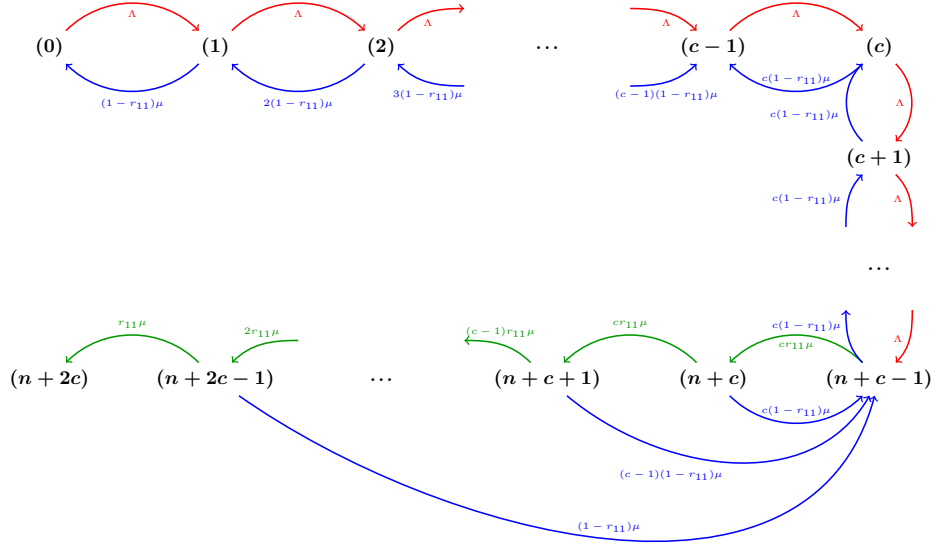 Λ Λ Λ Λ Λ
(0) (1) (2) ... (c − 1) (c)
(1 − r₁₁)μ 2(1 − r₁₁)μ 3(1 − r₁₁)μ (c − 1)(1 − r₁₁)μ c(1 − r₁₁)μ
c(1 − r₁₁)μ Λ
(c + 1)
c(1 − r₁₁)μ Λ
...
r₁₁μ 2r₁₁μ (c − 1)r₁₁μ cr₁₁μ c(1 − r₁₁)μ Λ
cr₁₁μ
(n + 2c) (n + 2c − 1) ... (n + c + 1) (n + c) (n + c − 1)
c(1 − r₁₁)μ
(c − 1)(1 − r₁₁)μ
(1 − r₁₁)μ